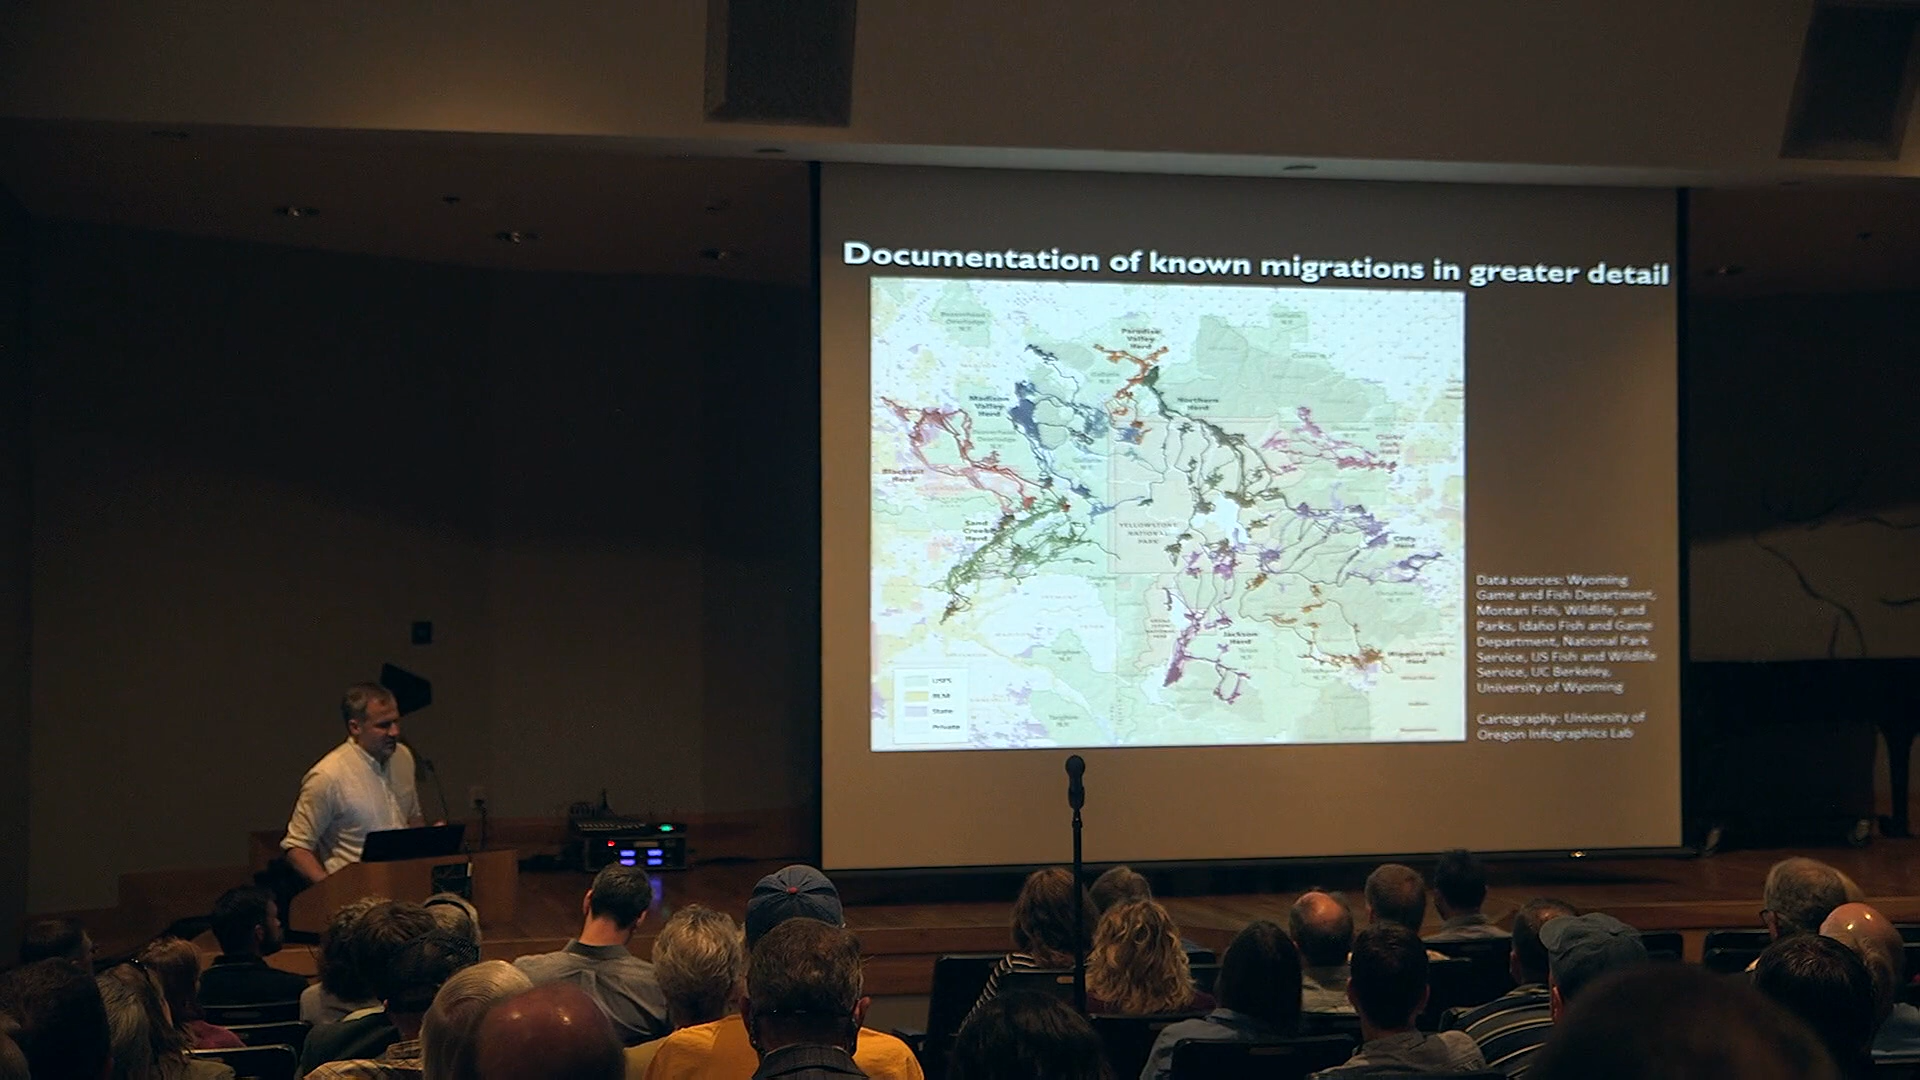 Documentation of known migrations in greater detail
Paradise
Valley
Herd
Madison
Valley
Herd
Northern
Herd
Blacktail
Herd
Sand
Creek
Herd
YELLOWSTONE
NATIONAL
PARK
Cody
Herd
Jackson
Herd
Wiggins Fork
Herd
USFS
BLM
State
Private
Data sources: Wyoming
Game and Fish Department,
Montan Fish, Wildlife, and
Parks, Idaho Fish and Game
Department, National Park
Service, US Fish and Wildlife
Service, UC Berkeley,
University of Wyoming
Cartography: University of
Oregon Infographics Lab